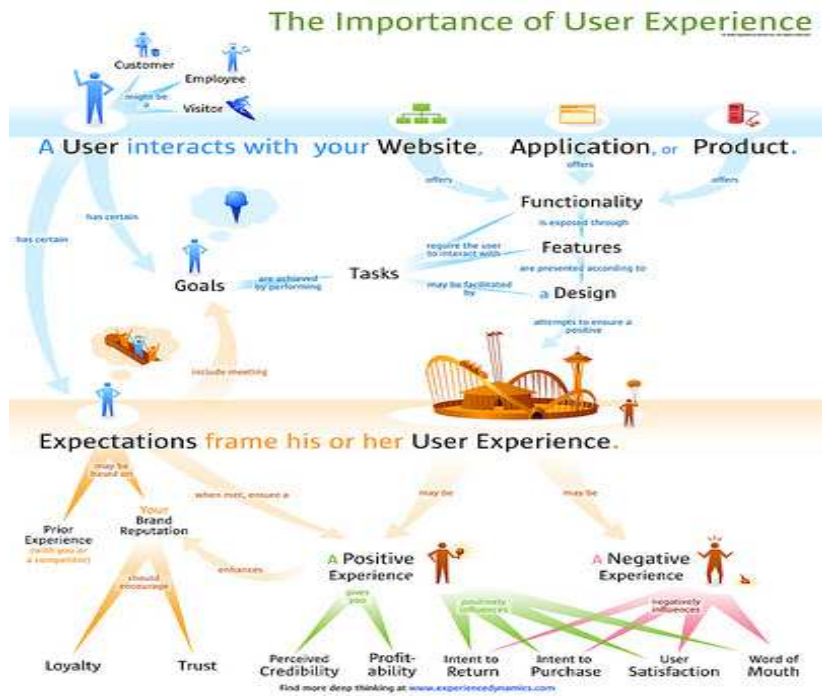 The Importance of User Experience
Customer
Employee
might be
a
Visitor
A User interacts with your Website, Application, or Product.
offers
offers
offers
has certain
has certain
Functionality
is exposed through
require the user
to interact with
Features
Tasks
are presented according to
Goals
are achieved
by performing
may be facilitated
by
a Design
attempts to ensure a
positive
include meeting
Expectations frame his or her User Experience.
may be
based on
when met, ensure a
may be
may be
Prior
Experience
(with you or
a competitor)
Your
Brand
Reputation
enhances
A Positive
Experience
A Negative
Experience
should
encourage
gives
you
positively
influences
negatively
influences
Loyalty
Trust
Perceived
Credibility
Profit-
ability
Intent to
Return
Intent to
Purchase
User
Satisfaction
Word of
Mouth
Find more deep thinking at www.experiencedynamics.com